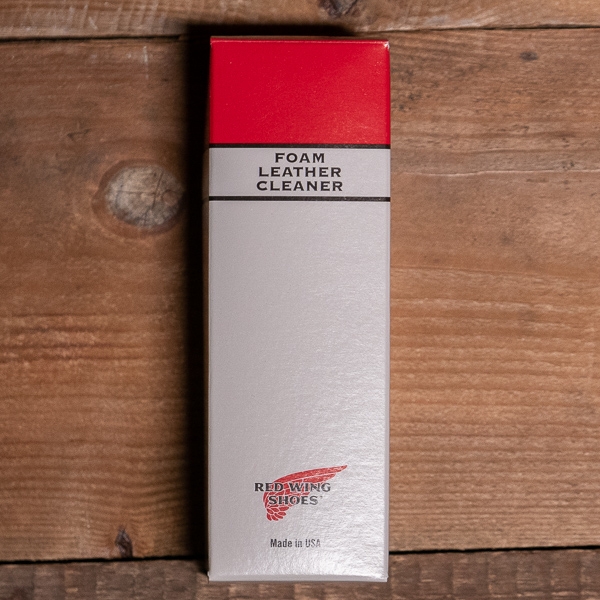 FOAM
LEATHER
CLEANER
RED WING
SHOES
Made in USA